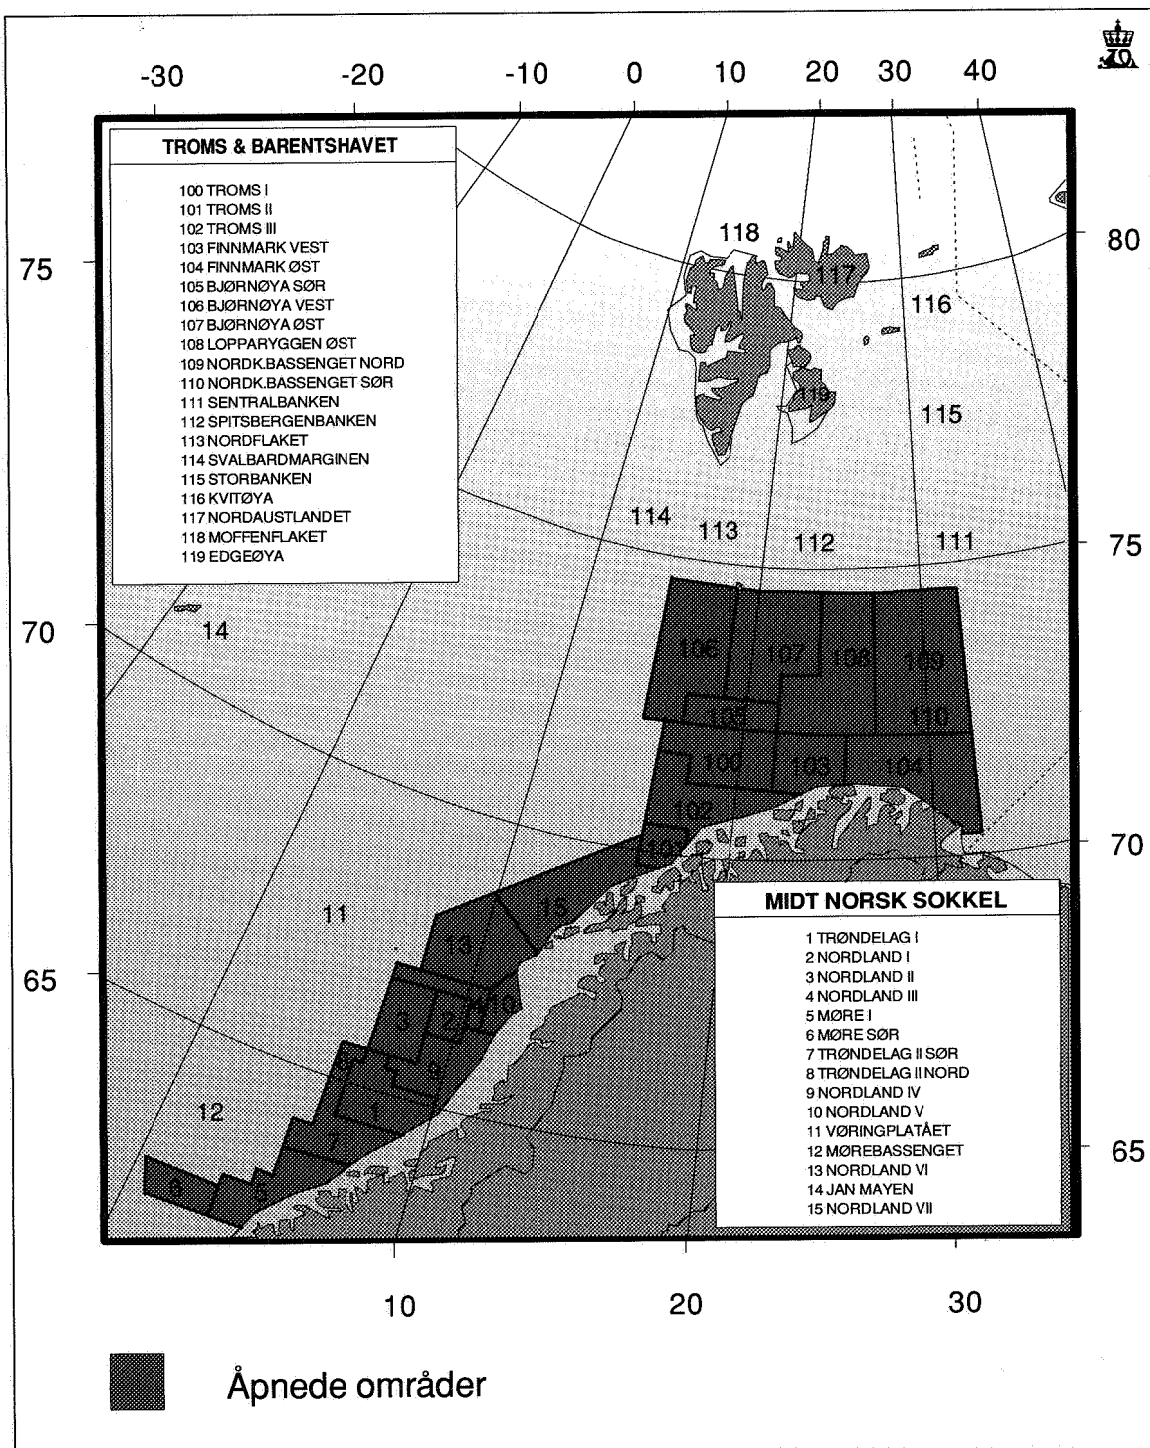 -30 -20 -10 0 10 20 30 40
TROMS & BARENTSHAVET
100 TROMS I
101 TROMS II
102 TROMS III
103 FINNMARK VEST
104 FINNMARK ØST
105 BJØRNØYA SØR
106 BJØRNØYA VEST
107 BJØRNØYA ØST
108 LOPPARYGGEN ØST
109 NORDK.BASSENGET NORD
110 NORDK.BASSENGET SØR
111 SENTRALBANKEN
112 SPITSBERGENBANKEN
113 NORDFLAKET
114 SVALBARDMARGINEN
115 STORBANKEN
116 KVITØYA
117 NORDAUSTLANDET
118 MOFFENFLAKET
119 EDGEØYA
118
80
75
117
116
119
115
114
113
112
111
75
70
14
106
107
108
109
105
110
100
103
104
102
101
70
MIDT NORSK SOKKEL
1 TRØNDELAG I
2 NORDLAND I
3 NORDLAND II
4 NORDLAND III
5 MØRE I
6 MØRE SØR
7 TRØNDELAG II SØR
8 TRØNDELAG II NORD
9 NORDLAND IV
10 NORDLAND V
11 VØRINGPLATÅET
12 MØREBASSENGET
13 NORDLAND VI
14 JAN MAYEN
15 NORDLAND VII
11
15
13
65
4
10
3
2
8
9
12
1
7
65
6
5
10 20 30
Åpnede områder